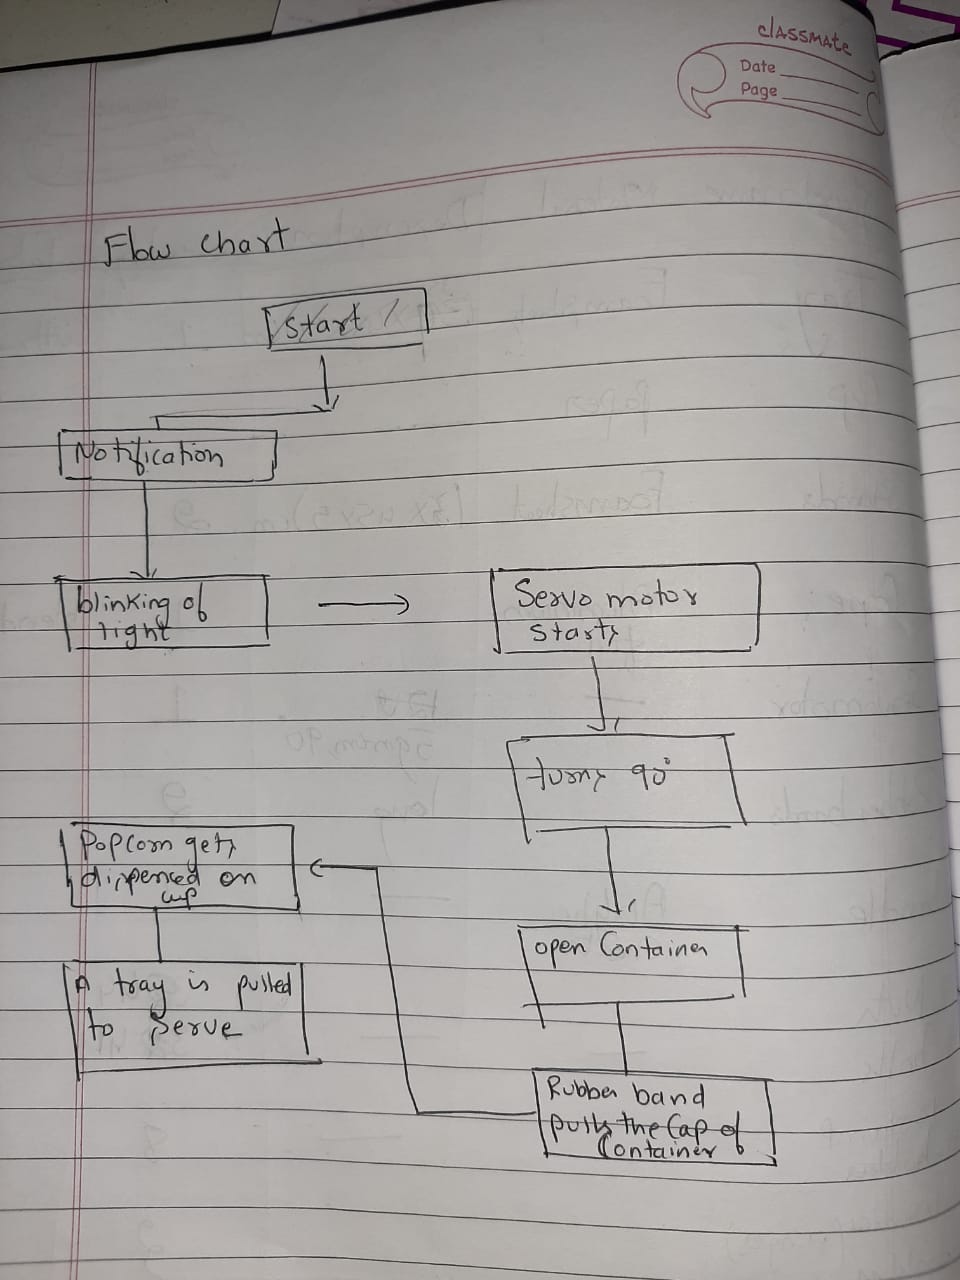 classmate
Date
Page
Flow chart
Start
Notification
blinking of
light
Servo motor
starts
turns 90°
open Container
Rubber band
pulls the Cap of
Container
Popcorn gets
dispenced on
cup
A tray is pulled
to serve